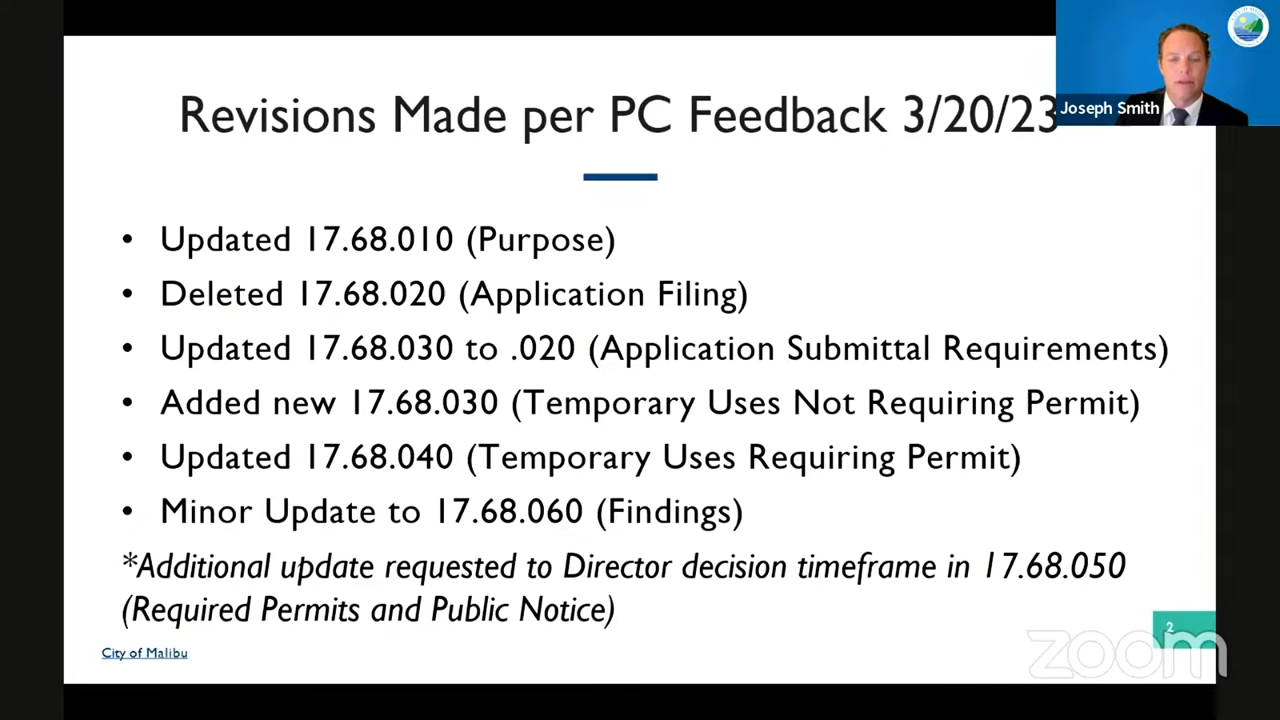 Revisions Made per PC Feedback 3/20/23
Joseph Smith
• Updated 17.68.010 (Purpose)
• Deleted 17.68.020 (Application Filing)
• Updated 17.68.030 to .020 (Application Submittal Requirements)
• Added new 17.68.030 (Temporary Uses Not Requiring Permit)
• Updated 17.68.040 (Temporary Uses Requiring Permit)
• Minor Update to 17.68.060 (Findings)
*Additional update requested to Director decision timeframe in 17.68.050
(Required Permits and Public Notice)
2
City of Malibu
zoom